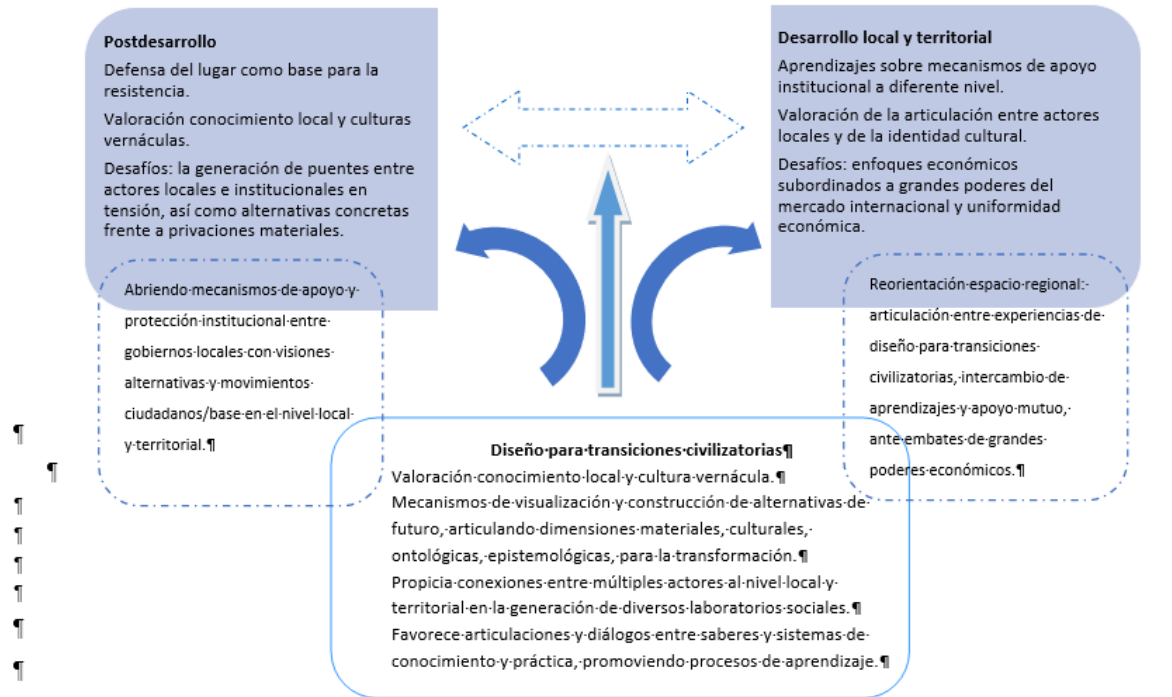 Postdesarrollo
Defensa del lugar como base para la
resistencia.
Valoración conocimiento local y culturas
vernáculas.
Desafíos: la generación de puentes entre
actores locales e institucionales en
tensión, así como alternativas concretas
frente a privaciones materiales.
Desarrollo local y territorial
Aprendizajes sobre mecanismos de apoyo
institucional a diferente nivel.
Valoración de la articulación entre actores
locales y de la identidad cultural.
Desafíos: enfoques económicos
subordinados a grandes poderes del
mercado internacional y uniformidad
económica.
Abriendo·mecanismos·de·apoyo·y·
protección·institucional·entre·
gobiernos·locales·con·visiones·
alternativas·y·movimientos·
ciudadanos/base·en·el·nivel·local·
y·territorial.¶
Reorientación·espacio·regional:·
articulación·entre·experiencias·de·
diseño·para·transiciones·
civilizatorias,·intercambio·de·
aprendizajes·y·apoyo·mutuo,·
ante·embates·de·grandes·
poderes·económicos.¶
¶
¶
¶
¶
¶
¶
¶
¶
Diseño·para·transiciones·civilizatorias¶
Valoración·conocimiento·local·y·cultura·vernácula.¶
Mecanismos·de·visualización·y·construcción·de·alternativas·de·
futuro,·articulando·dimensiones·materiales,·culturales,·
ontológicas,·epistemológicas,·para·la·transformación.¶
Propicia·conexiones·entre·múltiples·actores·al·nivel·local·y·
territorial·en·la·generación·de·diversos·laboratorios·sociales.¶
Favorece·articulaciones·y·diálogos·entre·saberes·y·sistemas·de·
conocimiento·y·práctica,·promoviendo·procesos·de·aprendizaje.¶